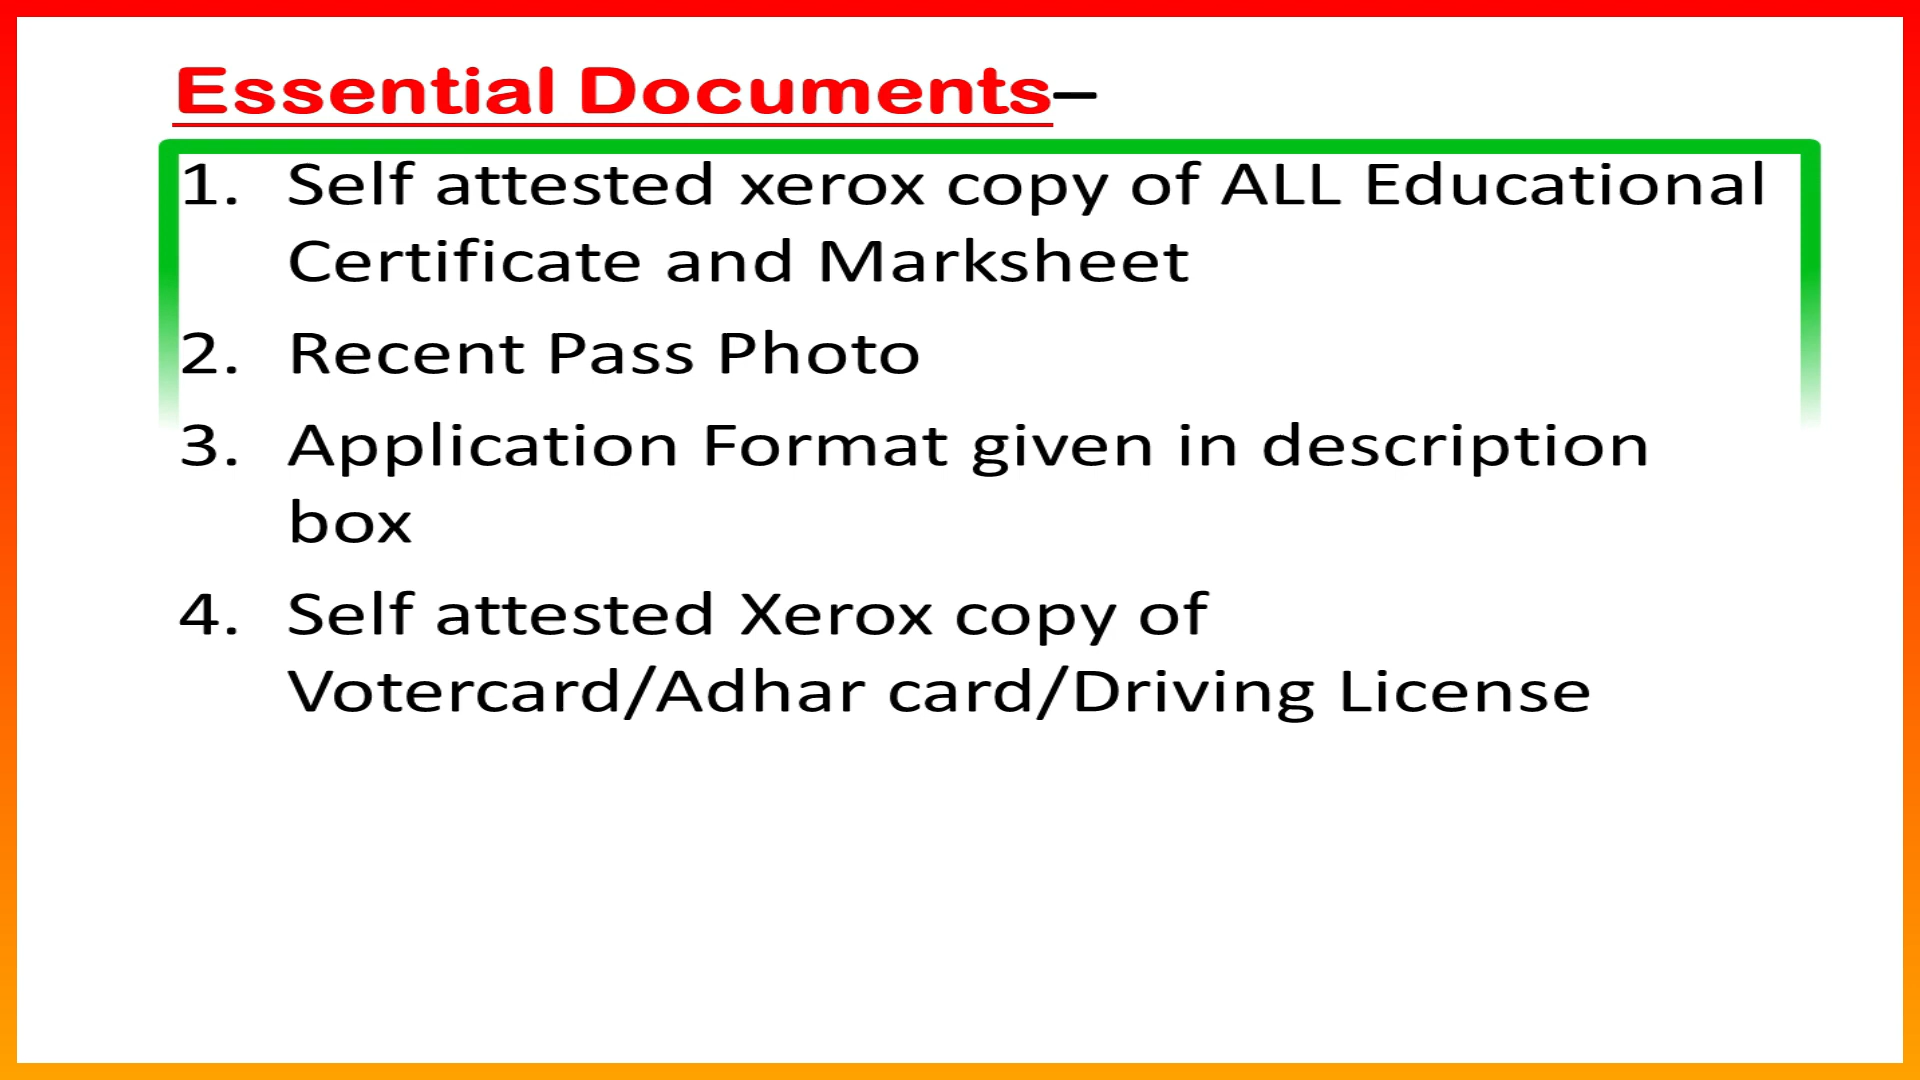 Essential Documents–
1. Self attested xerox copy of ALL Educational
Certificate and Marksheet
2. Recent Pass Photo
3. Application Format given in description
box
4. Self attested Xerox copy of
Votercard/Adhar card/Driving License